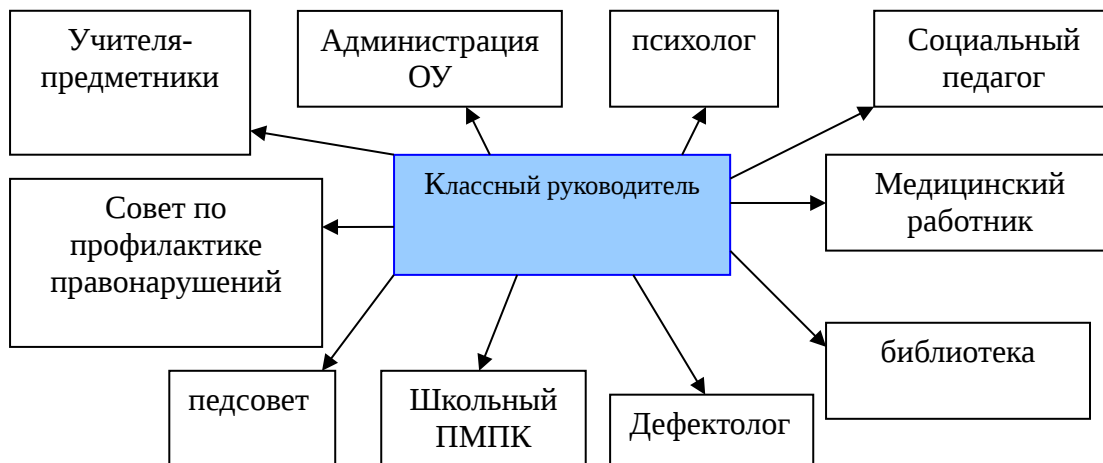 Учителя-
предметники
Администрация
ОУ
психолог
Социальный
педагог
Классный руководитель
Медицинский
работник
Совет по
профилактике
правонарушений
библиотека
педсовет
Школьный
ПМПК
Дефектолог